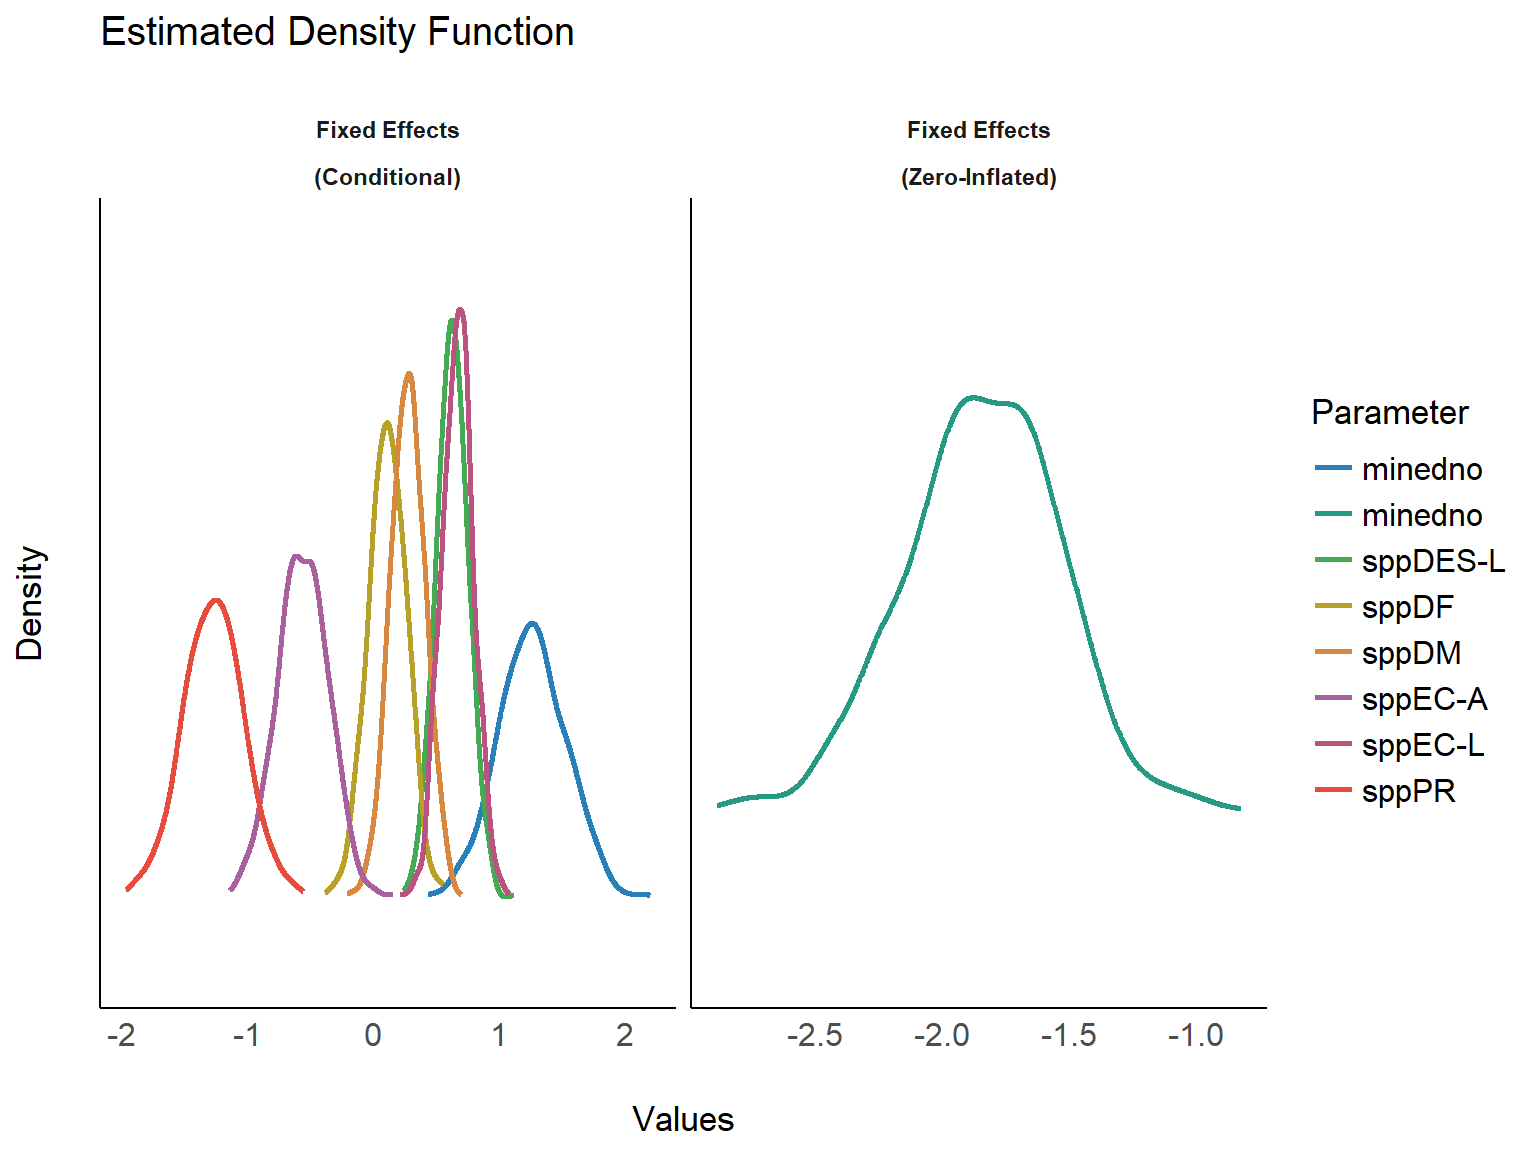 Estimated Density Function
Fixed Effects
(Conditional)
Fixed Effects
(Zero-Inflated)
Density
-2
-1
0
1
2
-2.5
-2.0
-1.5
-1.0
Values
Parameter
minedno
minedno
sppDES-L
sppDF
sppDM
sppEC-A
sppEC-L
sppPR